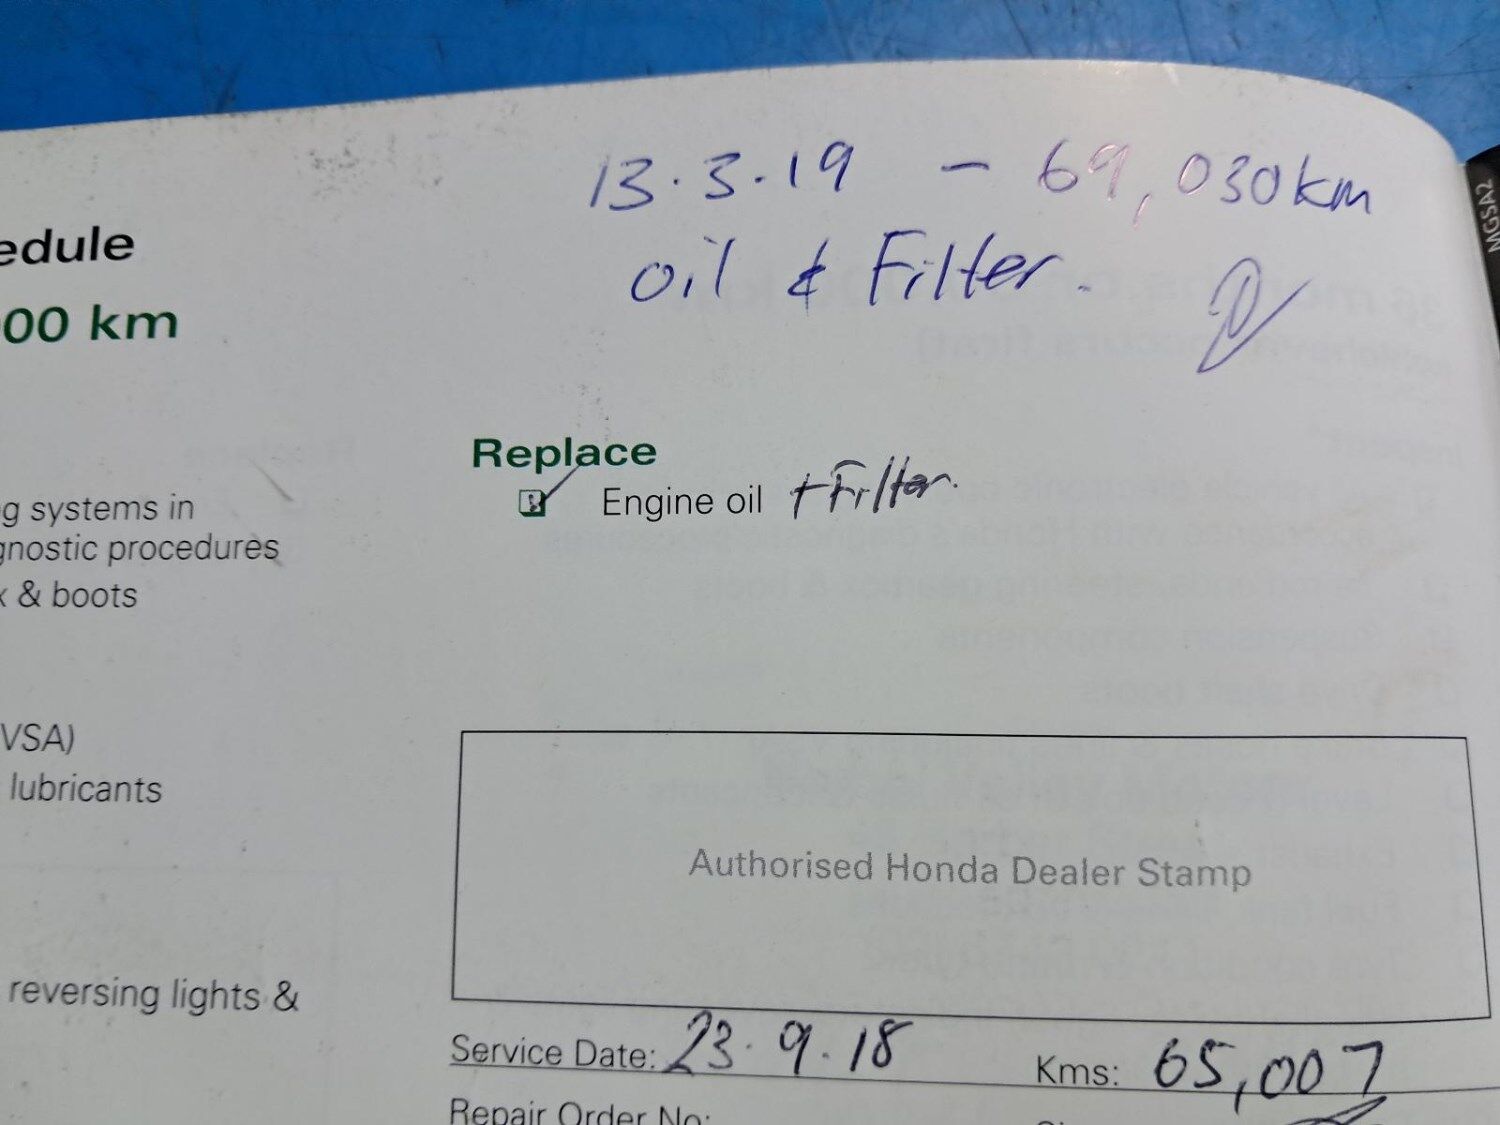 13.3.19 - 69,030km
oil & Filter.
edule
00 km
Replace
Engine oil + Filter.
g systems in
gnostic procedures
& boots
VSA)
lubricants
Authorised Honda Dealer Stamp
reversing lights &
Service Date: 23.9.18 Kms: 65,007
Repair Order No:
MGSA2